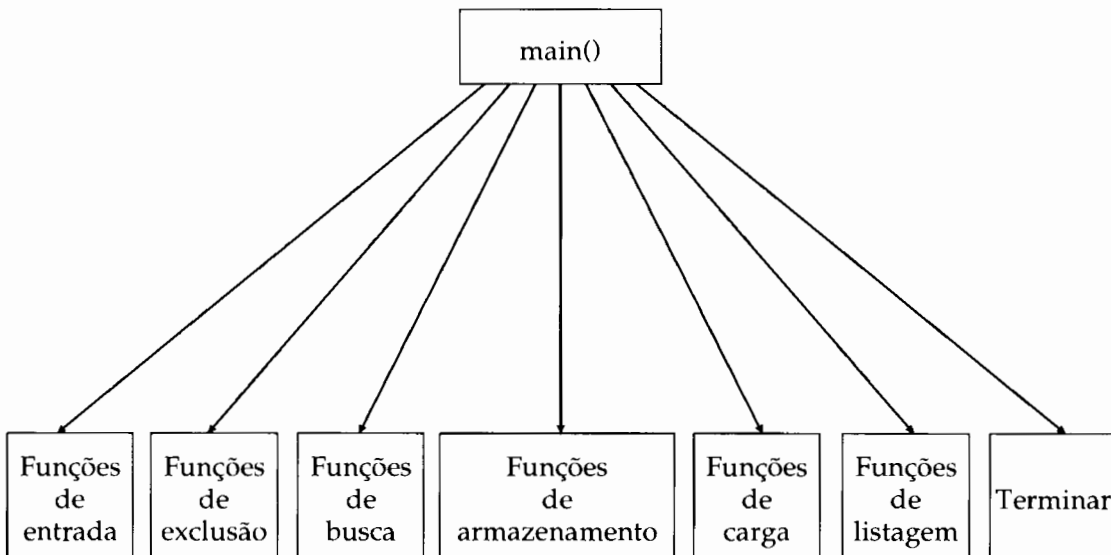 main()
Funções
de
entrada
Funções
de
exclusão
Funções
de
busca
Funções
de
armazenamento
Funções
de
carga
Funções
de
listagem
Terminar